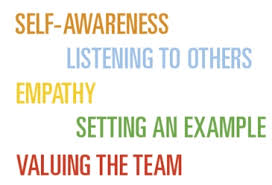 SELF-AWARENESS
LISTENING TO OTHERS
EMPATHY
SETTING AN EXAMPLE
VALUING THE TEAM